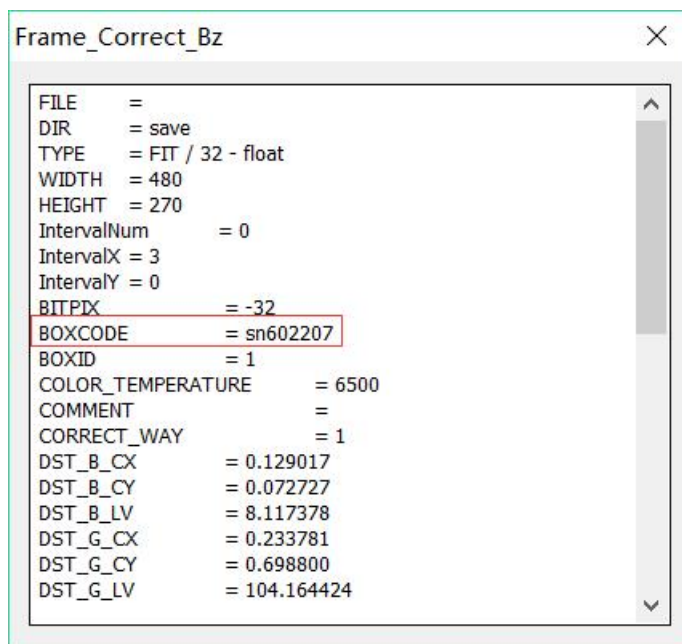 Frame_Correct_Bz
FILE =
DIR = save
TYPE = FIT / 32 - float
WIDTH = 480
HEIGHT = 270
IntervalNum = 0
IntervalX = 3
IntervalY = 0
BITPIX = -32
BOXCODE = sn602207
BOXID = 1
COLOR_TEMPERATURE = 6500
COMMENT =
CORRECT_WAY = 1
DST_B_CX = 0.129017
DST_B_CY = 0.072727
DST_B_LV = 8.117378
DST_G_CX = 0.233781
DST_G_CY = 0.698800
DST_G_LV = 104.164424